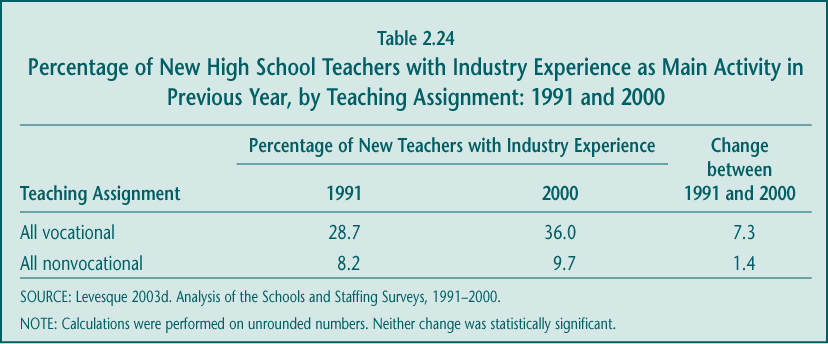 Table 2.24
Percentage of New High School Teachers with Industry Experience as Main Activity in
Previous Year, by Teaching Assignment: 1991 and 2000
Percentage of New Teachers with Industry Experience Change
between
Teaching Assignment 1991 2000 1991 and 2000
All vocational 28.7 36.0 7.3
All nonvocational 8.2 9.7 1.4
SOURCE: Levesque 2003d. Analysis of the Schools and Staffing Surveys, 1991–2000.
NOTE: Calculations were performed on unrounded numbers. Neither change was statistically significant.